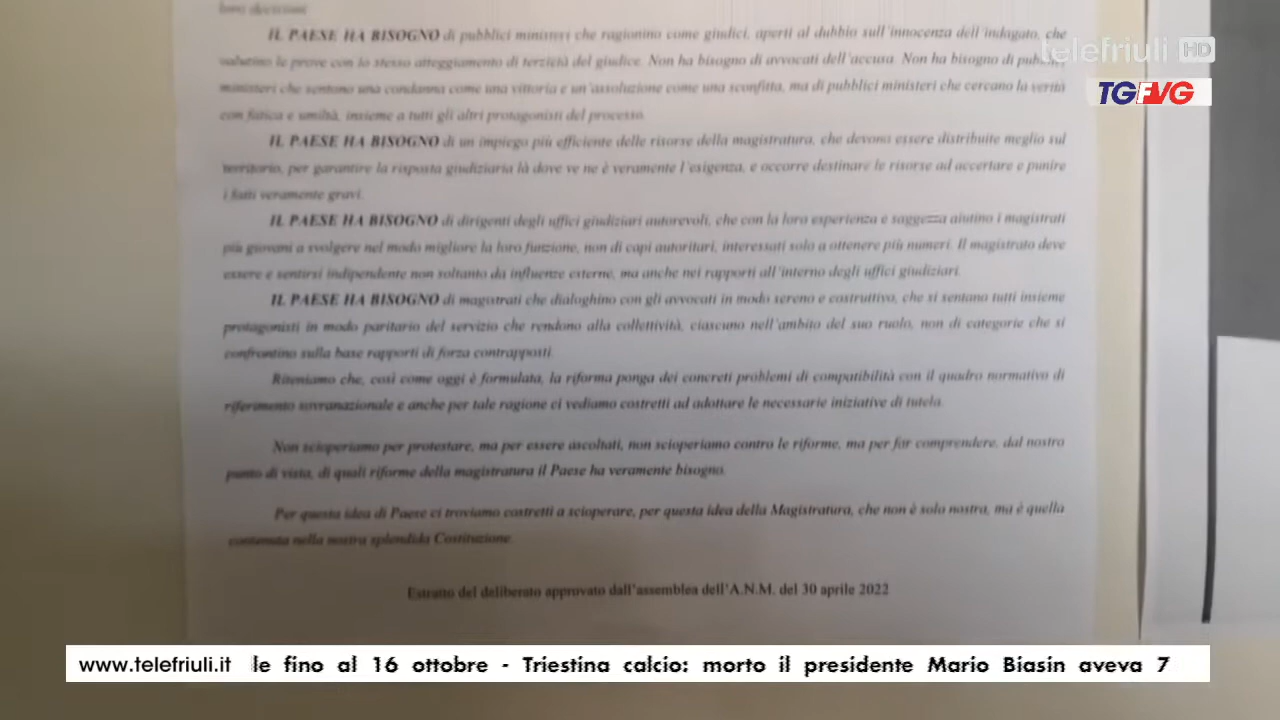 loro decisioni
IL PAESE HA BISOGNO di pubblici ministeri che ragionino come giudici, aperti al dubbio sull'innocenza dell'indagato, che
valutino le prove con lo stesso atteggiamento di terzietà del giudice. Non ha bisogno di avvocati dell'accusa. Non ha bisogno di pubblici
ministeri che sentono una condanna come una vittoria e un'assoluzione come una sconfitta, ma di pubblici ministeri che cercano la verità
con fatica e umiltà, insieme a tutti gli altri protagonisti del processo.
IL PAESE HA BISOGNO di un impiego più efficiente delle risorse della magistratura, che devono essere distribuite meglio sul
territorio, per garantire la risposta giudiziaria là dove ve ne è veramente l'esigenza, e occorre destinare le risorse ad accertare e punire
i fatti veramente gravi.
IL PAESE HA BISOGNO di dirigenti degli uffici giudiziari autorevoli, che con la loro esperienza e saggezza aiutino i magistrati
più giovani a svolgere nel modo migliore la loro funzione, non di capi autoritari, interessati solo a ottenere più numeri. Il magistrato deve
essere e sentirsi indipendente non soltanto da influenze esterne, ma anche nei rapporti all'interno degli uffici giudiziari.
IL PAESE HA BISOGNO di magistrati che dialoghino con gli avvocati in modo sereno e costruttivo, che si sentano tutti insieme
protagonisti in modo paritario del servizio che rendono alla collettività, ciascuno nell'ambito del suo ruolo, non di categorie che si
confrontino sulla base rapporti di forza contrapposti.
Riteniamo che, così come oggi è formulata, la riforma ponga dei concreti problemi di compatibilità con il quadro normativo di
riferimento sovranazionale e anche per tale ragione ci vediamo costretti ad adottare le necessarie iniziative di tutela.
Non scioperiamo per protestare, ma per essere ascoltati, non scioperiamo contro le riforme, ma per far comprendere, dal nostro
punto di vista, di quali riforme della magistratura il Paese ha veramente bisogno.
Per questa idea di Paese ci troviamo costretti a scioperare, per questa idea della Magistratura, che non è solo nostra, ma è quella
contenuta nella nostra splendida Costituzione.
Estratto del deliberato approvato dall'assemblea dell'A.N.M. del 30 aprile 2022
telefriuli HD
TGFVG
www.telefriuli.it le fino al 16 ottobre - Triestina calcio: morto il presidente Mario Biasin aveva 7